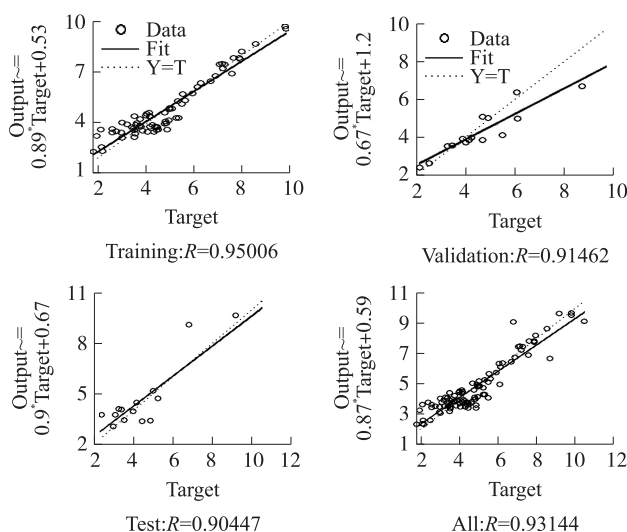 Output~=
0.89*Target+0.53
10
7
4
1
Data
Fit
Y=T
2 4 6 8 10
Target
Training:R=0.95006
Output~=
0.67*Target+1.2
10
8
6
4
2
Data
Fit
Y=T
2 4 6 8 10
Target
Validation:R=0.91462
Output~=
0.9*Target+0.67
11
8
5
2
2 4 6 8 10 12
Target
Test:R=0.90447
Output~=
0.87*Target+0.59
11
9
7
5
3
1
2 4 6 8 10 12
Target
All:R=0.93144